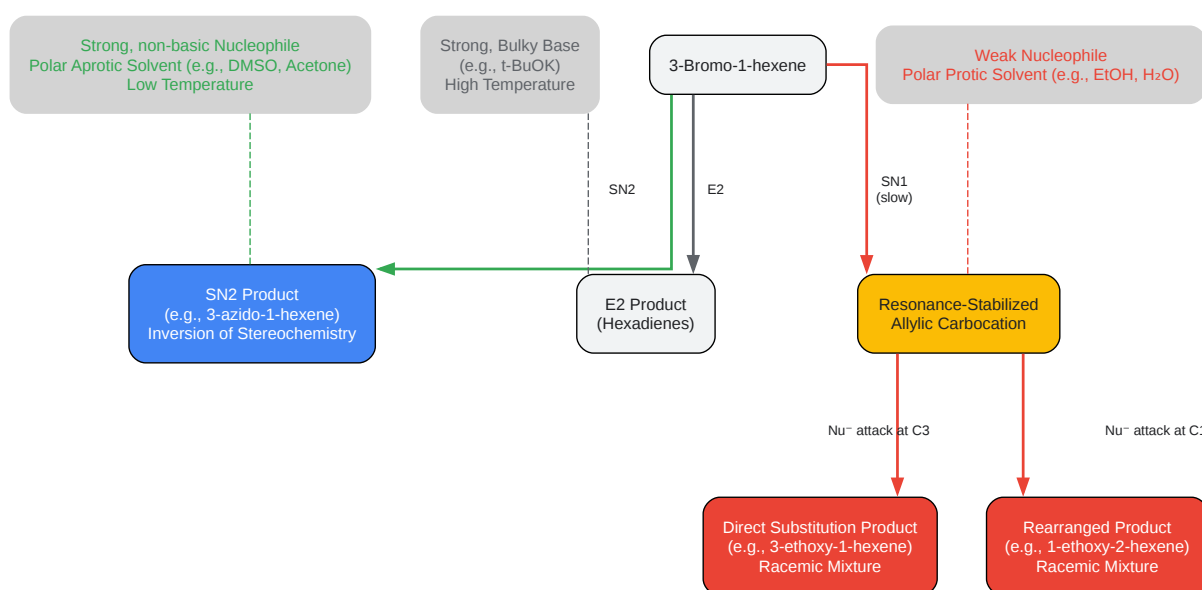 Strong, non-basic Nucleophile
Polar Aprotic Solvent (e.g., DMSO, Acetone)
Low Temperature
Strong, Bulky Base
(e.g., t-BuOK)
High Temperature
3-Bromo-1-hexene
Weak Nucleophile
Polar Protic Solvent (e.g., EtOH, H₂O)
SN2
E2
SN1
(slow)
SN2 Product
(e.g., 3-azido-1-hexene)
Inversion of Stereochemistry
E2 Product
(Hexadienes)
Resonance-Stabilized
Allylic Carbocation
Nu⁻ attack at C3
Nu⁻ attack at C1
Direct Substitution Product
(e.g., 3-ethoxy-1-hexene)
Racemic Mixture
Rearranged Product
(e.g., 1-ethoxy-2-hexene)
Racemic Mixture